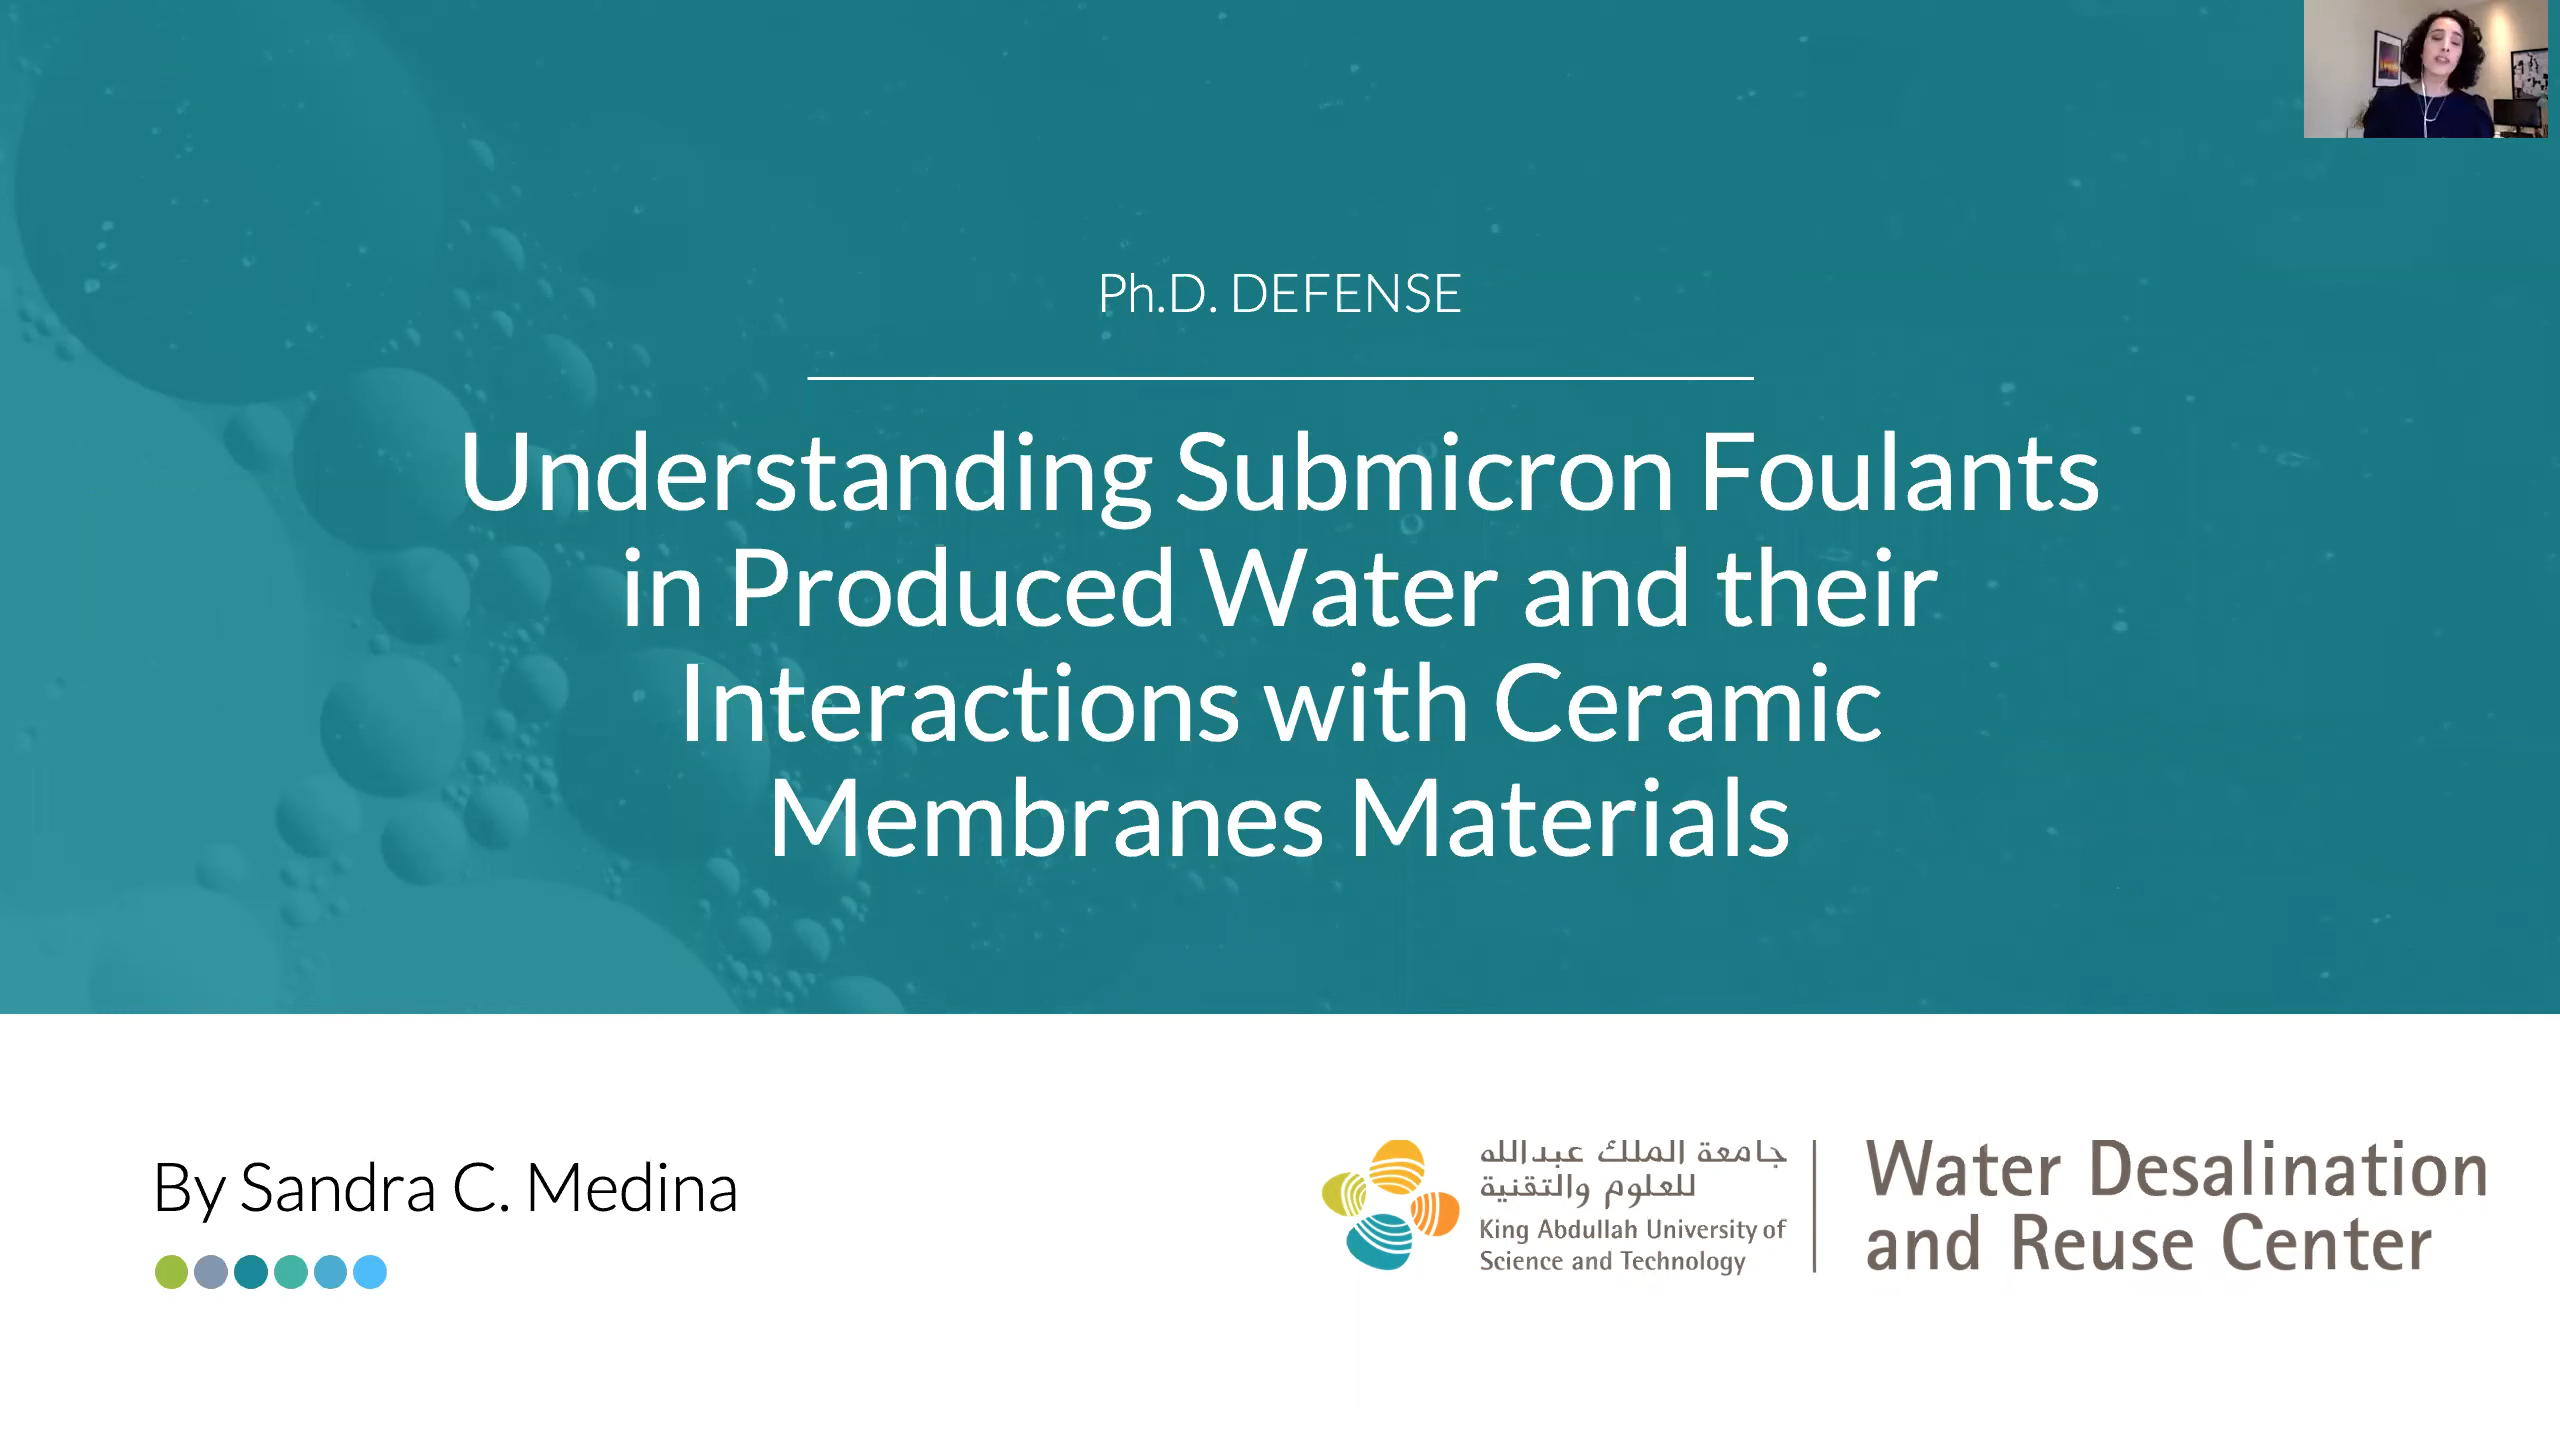 Ph.D. DEFENSE
Understanding Submicron Foulants
in Produced Water and their
Interactions with Ceramic
Membranes Materials
By Sandra C. Medina
جامعة الملك عبدالله
للعلوم والتقنية
King Abdullah University of
Science and Technology
Water Desalination
and Reuse Center